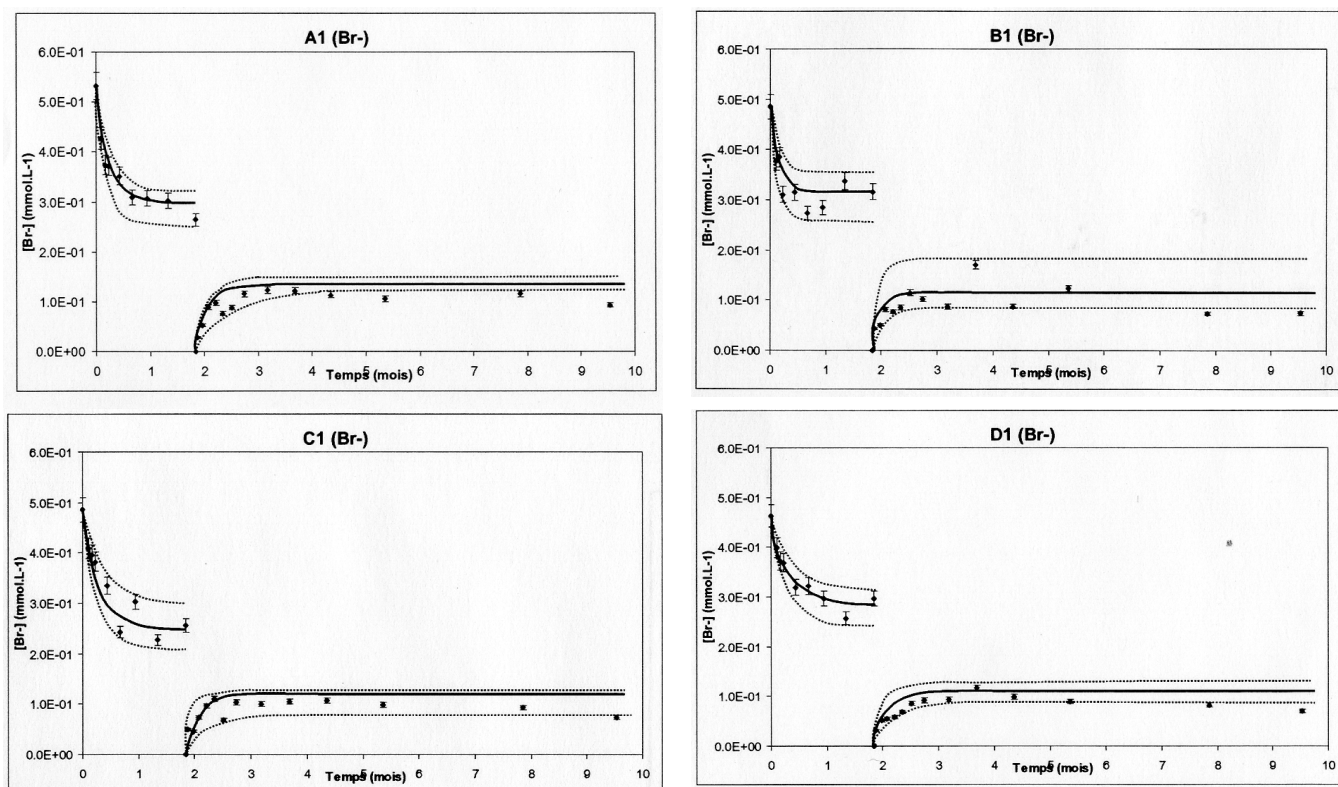 A1 (Br-)
[Br-] (mmol.L-1)
6.0E-01
5.0E-01
4.0E-01
3.0E-01
2.0E-01
1.0E-01
0.0E+00
0 1 2 3 4 5 6 7 8 9 10
Temps (mois)
B1 (Br-)
[Br-] (mmol.L-1)
6.0E-01
5.0E-01
4.0E-01
3.0E-01
2.0E-01
1.0E-01
0.0E+00
0 1 2 3 4 5 6 7 8 9 10
Temps (mois)
C1 (Br-)
[Br-] (mmol.L-1)
6.0E-01
5.0E-01
4.0E-01
3.0E-01
2.0E-01
1.0E-01
0.0E+00
0 1 2 3 4 5 6 7 8 9 10
Temps (mois)
D1 (Br-)
[Br-] (mmol.L-1)
6.0E-01
5.0E-01
4.0E-01
3.0E-01
2.0E-01
1.0E-01
0.0E+00
0 1 2 3 4 5 6 7 8 9 10
Temps (mois)